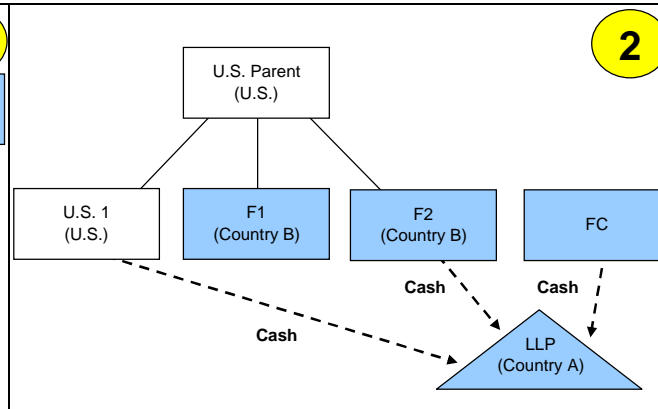 2
U.S. Parent
(U.S.)
U.S. 1
(U.S.)
F1
(Country B)
F2
(Country B)
FC
Cash
Cash
Cash
LLP
(Country A)